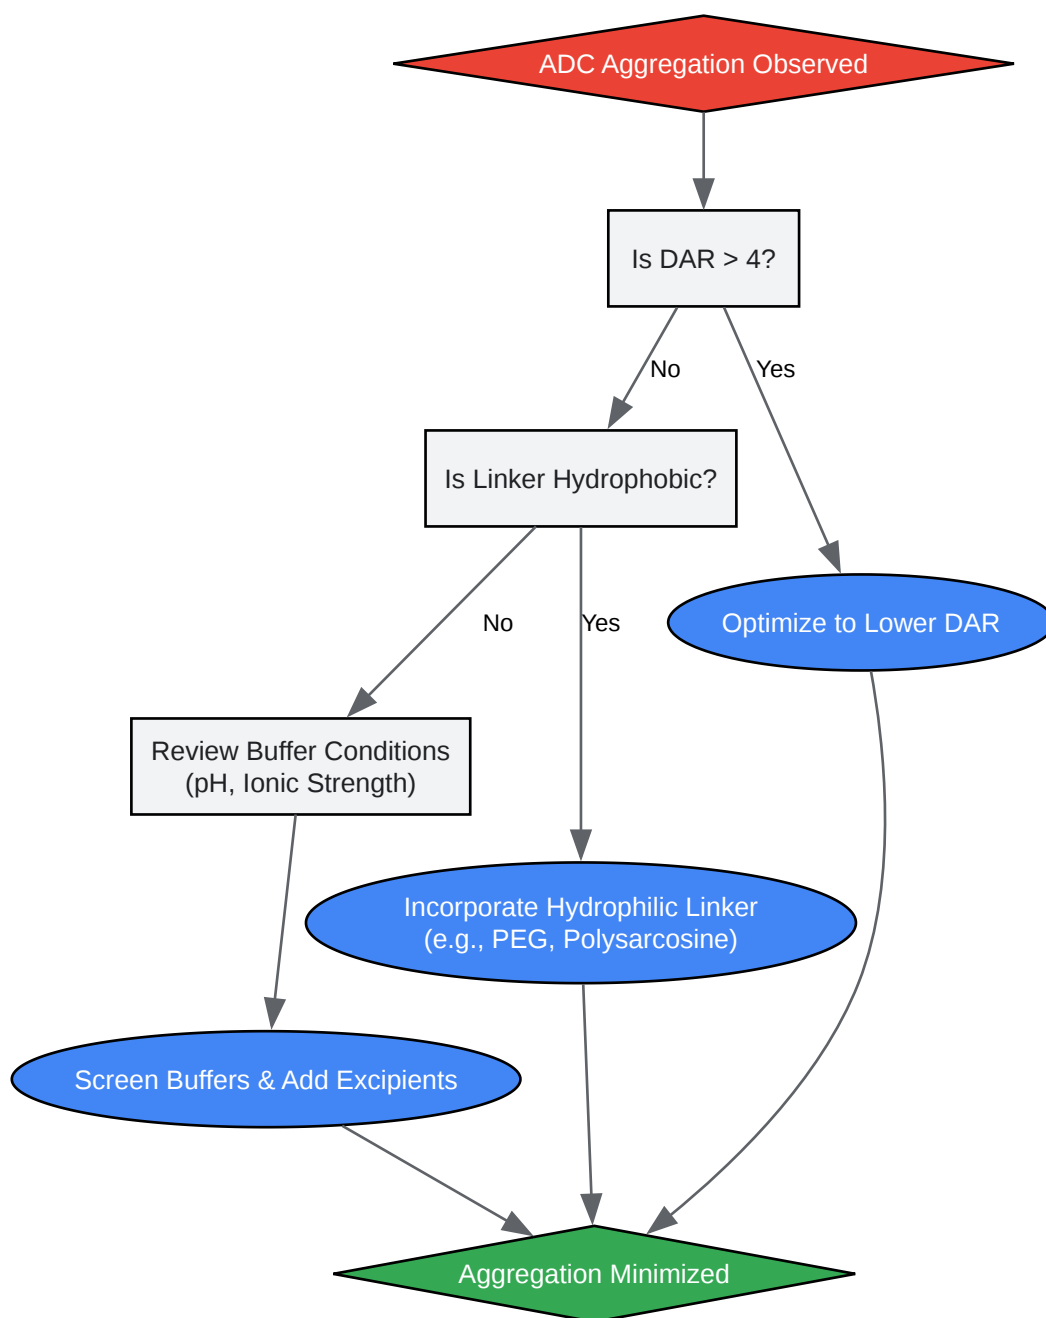 ADC Aggregation Observed
Is DAR > 4?
No
Yes
Is Linker Hydrophobic?
No
Yes
Optimize to Lower DAR
Review Buffer Conditions
(pH, Ionic Strength)
Incorporate Hydrophilic Linker
(e.g., PEG, Polysarcosine)
Screen Buffers & Add Excipients
Aggregation Minimized